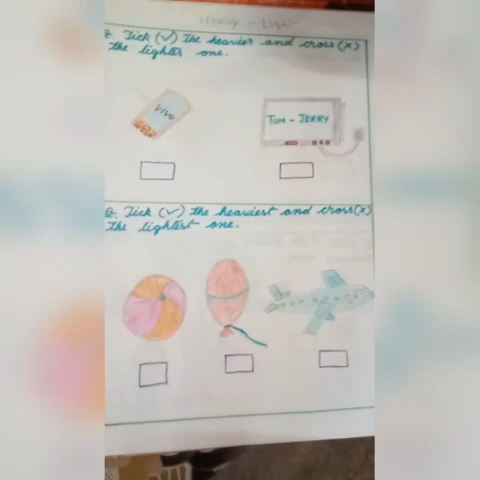 Heavy - Light
Q. Tick (✓) the heavier and cross (×)
the lighter one.
VIVO
TOM - JERRY
Q. Tick (✓) the heaviest and cross (×)
the lightest one.